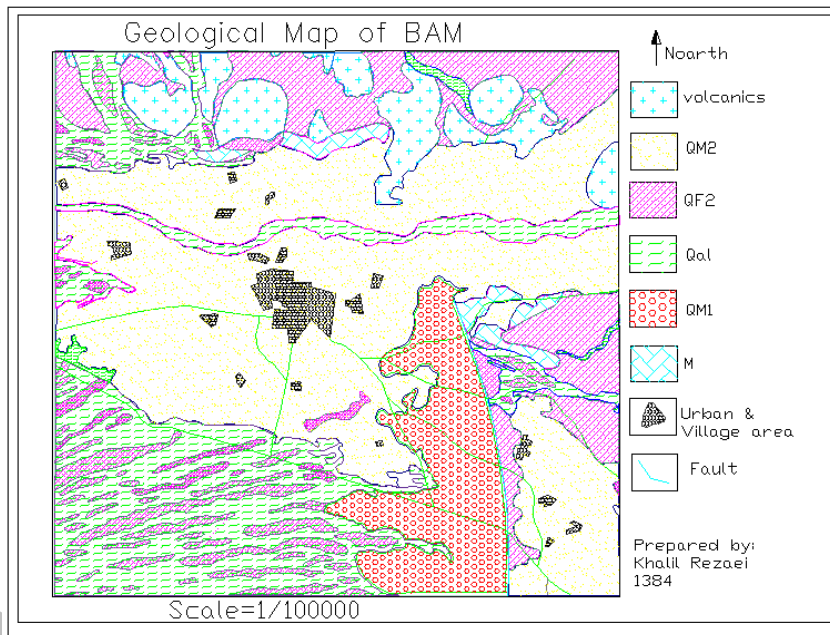 Geological Map of BAM
Noarth
volcanics
QM2
QF2
Qal
QM1
M
Urban &
Village area
Fault
Prepared by:
Khalil Rezaei
1384
Scale=1/100000